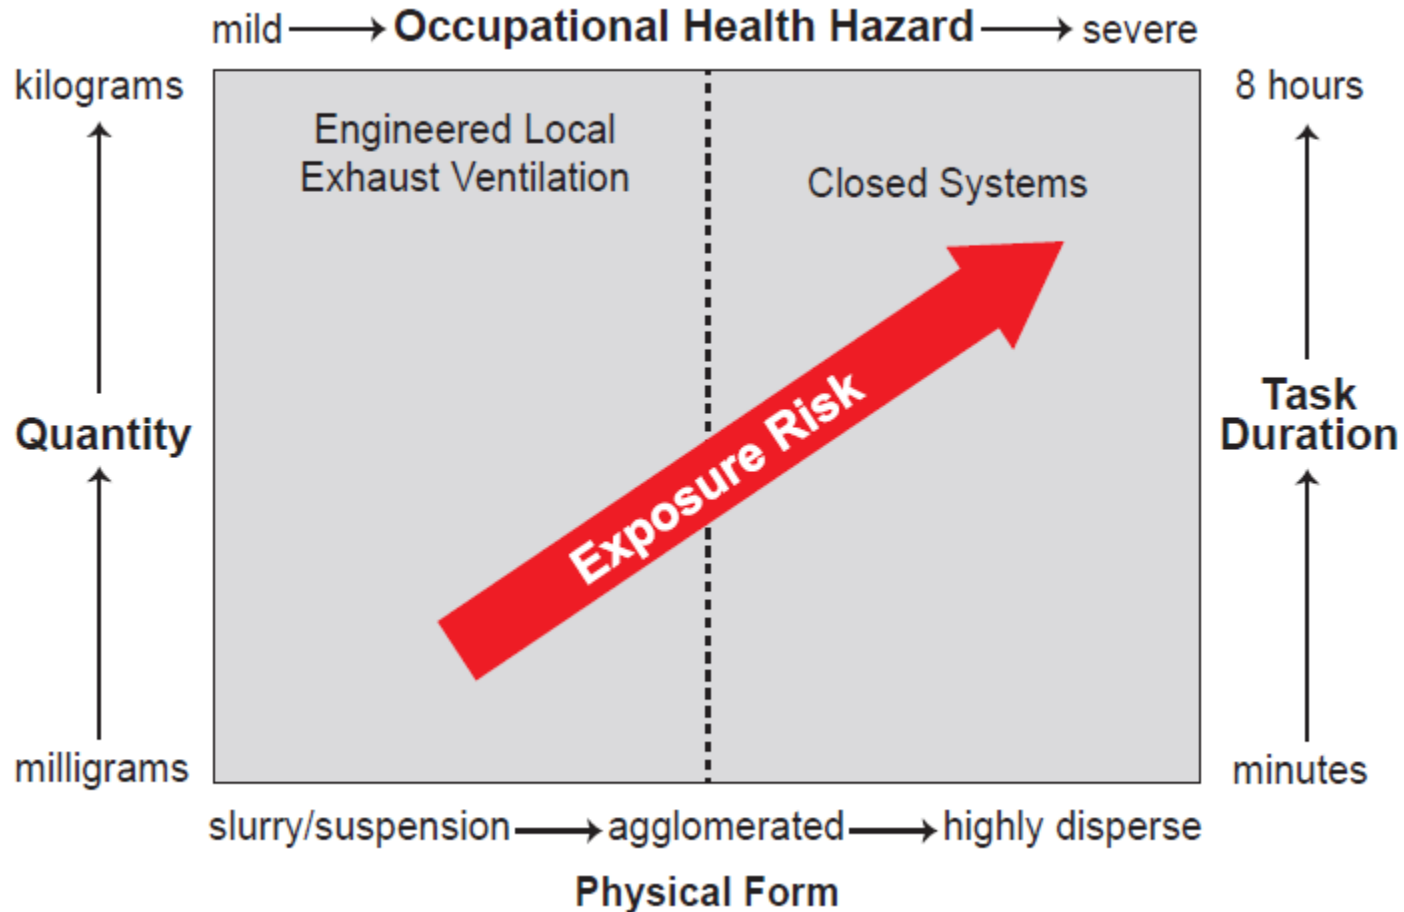 mild Occupational Health Hazard severe
kilograms
8 hours
Engineered Local
Exhaust Ventilation
Closed Systems
Exposure Risk
Quantity
Task
Duration
milligrams
minutes
slurry/suspension agglomerated highly disperse
Physical Form